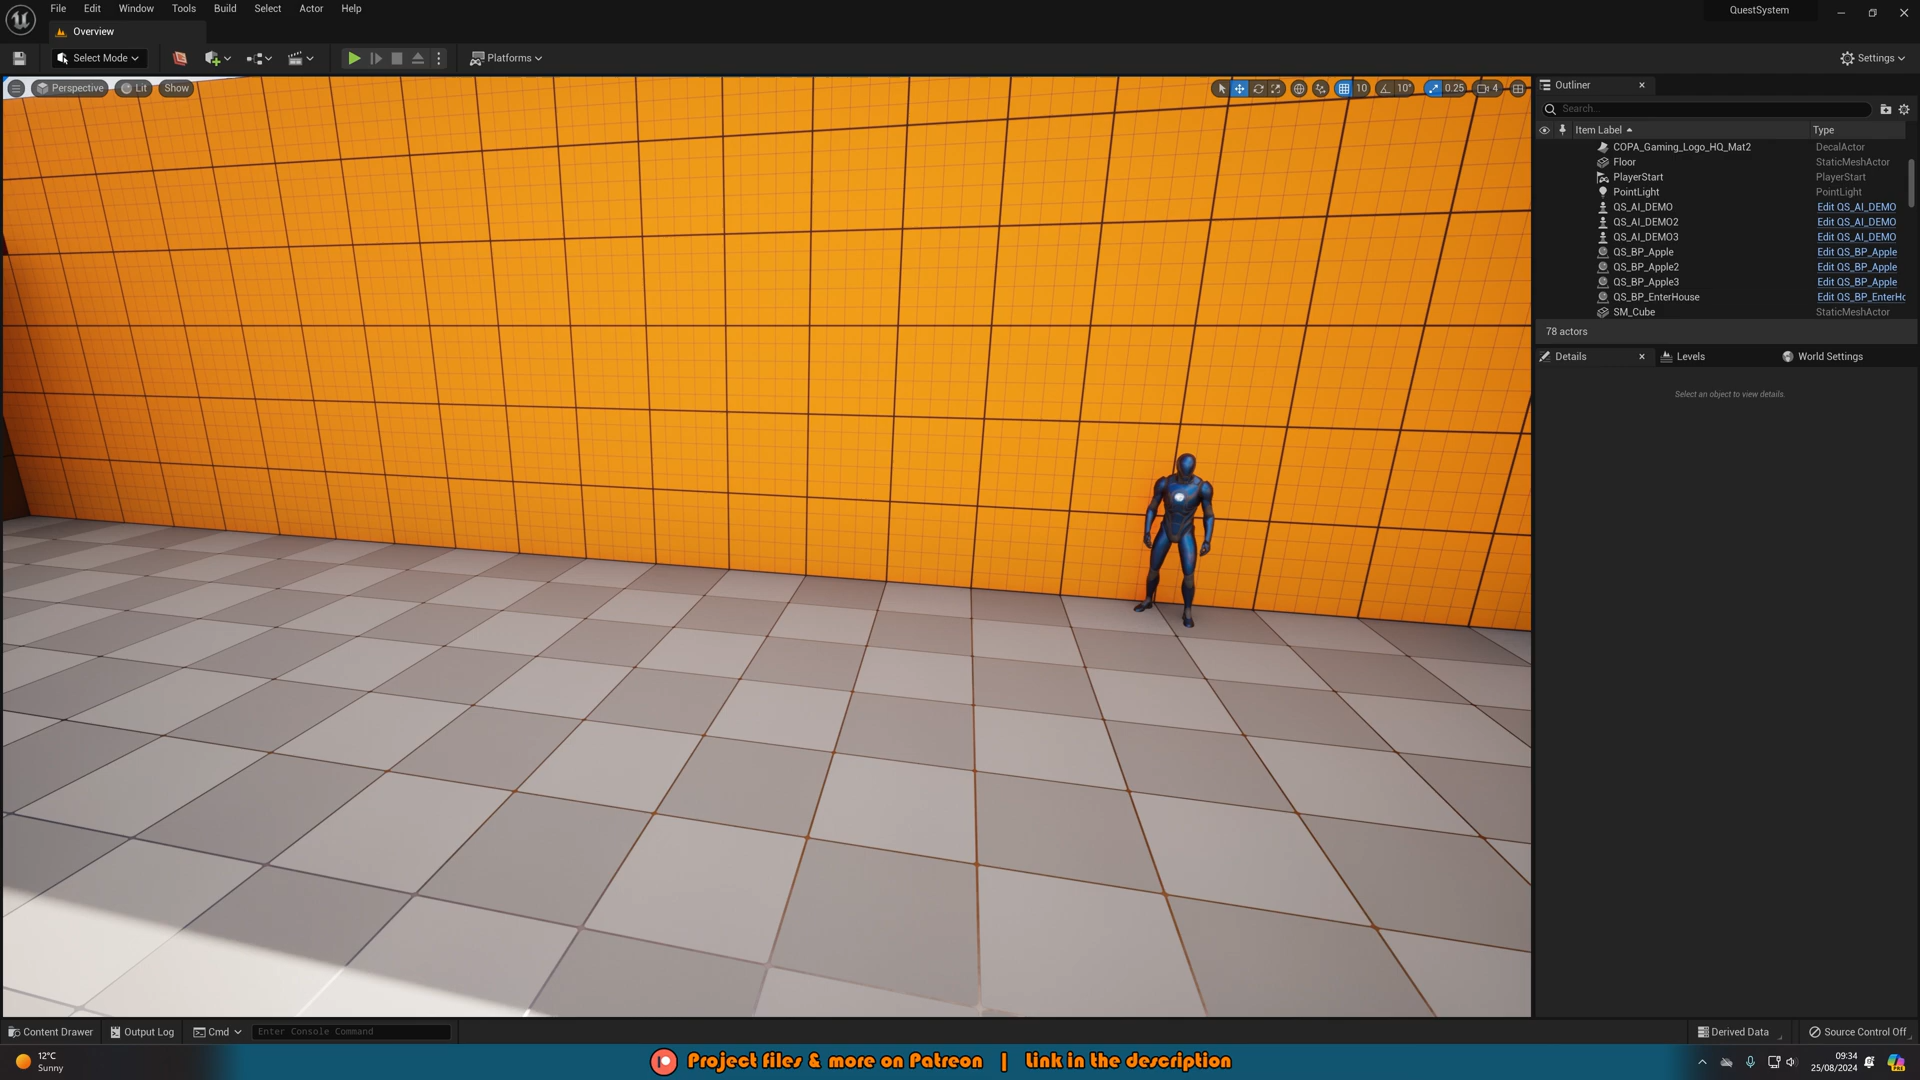 File Edit Window Tools Build Select Actor Help
QuestSystem
Overview
Select Mode
Platforms
Settings
Perspective Lit Show
10 10° 0.25 4
Outliner
Search...
Item Label Type
COPA_Gaming_Logo_HQ_Mat2 DecalActor
Floor StaticMeshActor
PlayerStart PlayerStart
PointLight PointLight
QS_AI_DEMO Edit QS_AI_DEMO
QS_AI_DEMO2 Edit QS_AI_DEMO
QS_AI_DEMO3 Edit QS_AI_DEMO
QS_BP_Apple Edit QS_BP_Apple
QS_BP_Apple2 Edit QS_BP_Apple
QS_BP_Apple3 Edit QS_BP_Apple
QS_BP_EnterHouse Edit QS_BP_EnterHo
SM_Cube StaticMeshActor
78 actors
Details Levels World Settings
Select an object to view details.
Content Drawer Output Log Cmd Enter Console Command
Derived Data Source Control Off
12°C
Sunny
Project files & more on Patreon | Link in the description
09:34
25/08/2024